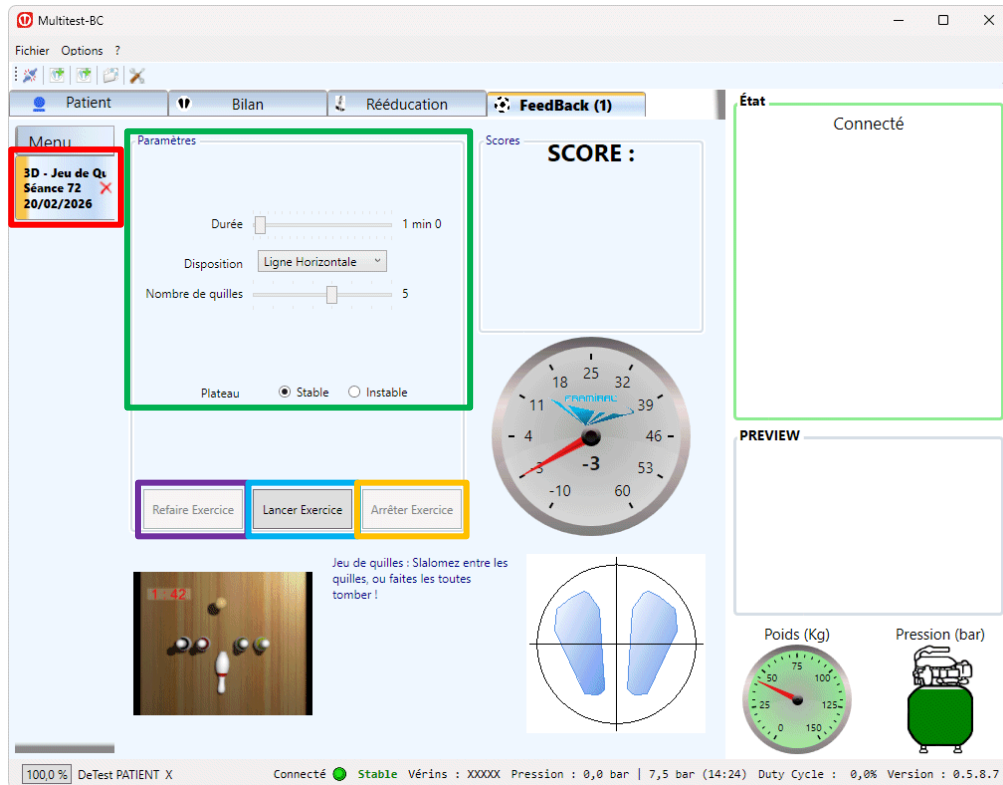 Multitest-BC
Fichier Options ?
Patient
Bilan
Rééducation
FeedBack (1)
Menu
3D - Jeu de Qu
Séance 72
20/02/2026
Paramètres
Durée 1 min 0
Disposition Ligne Horizontale
Nombre de quilles 5
Plateau Stable Instable
Refaire Exercice
Lancer Exercice
Arrêter Exercice
Scores
SCORE :
25
18 32
FRAMIRAL
11 39
4 46
-3 -3 53
-10 60
1:42
Jeu de quilles : Slalomez entre les
quilles, ou faites les toutes
tomber !
État
Connecté
PREVIEW
Poids (Kg)
75
50 100
25 125
0 150
Pression (bar)
100,0 % DeTest PATIENT X Connecté Stable Vérins : XXXXX Pression : 0,0 bar | 7,5 bar (14:24) Duty Cycle : 0,0% Version : 0.5.8.7